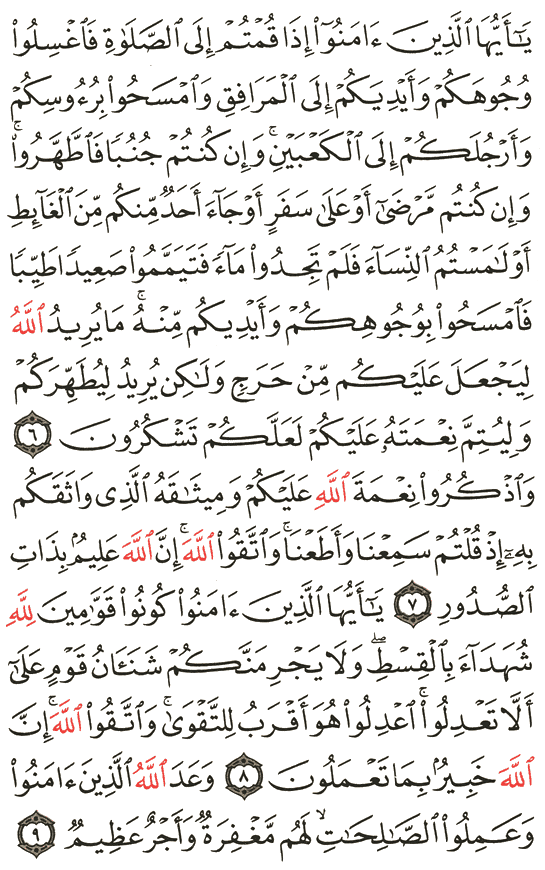 يَٰٓأَيُّهَا ٱلَّذِينَ ءَامَنُوٓا۟ إِذَا قُمْتُمْ إِلَى ٱلصَّلَوٰةِ فَٱغْسِلُوا۟
وُجُوهَكُمْ وَأَيْدِيَكُمْ إِلَى ٱلْمَرَافِقِ وَٱمْسَحُوا۟ بِرُءُوسِكُمْ
وَأَرْجُلَكُمْ إِلَى ٱلْكَعْبَيْنِ ۚ وَإِن كُنتُمْ جُنُبًا فَٱطَّهَّرُوا۟ ۚ
وَإِن كُنتُم مَّرْضَىٰٓ أَوْ عَلَىٰ سَفَرٍ أَوْ جَآءَ أَحَدٌ مِّنكُم مِّنَ ٱلْغَآئِطِ
أَوْ لَٰمَسْتُمُ ٱلنِّسَآءَ فَلَمْ تَجِدُوا۟ مَآءً فَتَيَمَّمُوا۟ صَعِيدًا طَيِّبًا
فَٱمْسَحُوا۟ بِوُجُوهِكُمْ وَأَيْدِيكُم مِّنْهُ ۚ مَا يُرِيدُ ٱللَّهُ
لِيَجْعَلَ عَلَيْكُم مِّنْ حَرَجٍ وَلَٰكِن يُرِيدُ لِيُطَهِّرَكُمْ
وَلِيُتِمَّ نِعْمَتَهُۥ عَلَيْكُمْ لَعَلَّكُمْ تَشْكُرُونَ ٦
وَٱذْكُرُوا۟ نِعْمَةَ ٱللَّهِ عَلَيْكُمْ وَمِيثَٰقَهُ ٱلَّذِى وَاثَقَكُم
بِهِۦٓ إِذْ قُلْتُمْ سَمِعْنَا وَأَطَعْنَا ۖ وَٱتَّقُوا۟ ٱللَّهَ ۚ إِنَّ ٱللَّهَ عَلِيمٌۢ بِذَاتِ
ٱلصُّدُورِ ٧ يَٰٓأَيُّهَا ٱلَّذِينَ ءَامَنُوا۟ كُونُوا۟ قَوَّٰمِينَ لِلَّهِ
شُهَدَآءَ بِٱلْقِسْطِ ۖ وَلَا يَجْرِمَنَّكُمْ شَنَـَٔانُ قَوْمٍ عَلَىٰٓ
أَلَّا تَعْدِلُوا۟ ۚ ٱعْدِلُوا۟ هُوَ أَقْرَبُ لِلتَّقْوَىٰ ۖ وَٱتَّقُوا۟ ٱللَّهَ ۚ إِنَّ
ٱللَّهَ خَبِيرٌۢ بِمَا تَعْمَلُونَ ٨ وَعَدَ ٱللَّهُ ٱلَّذِينَ ءَامَنُوا۟
وَعَمِلُوا۟ ٱلصَّٰلِحَٰتِ ۙ لَهُم مَّغْفِرَةٌ وَأَجْرٌ عَظِيمٌ ٩